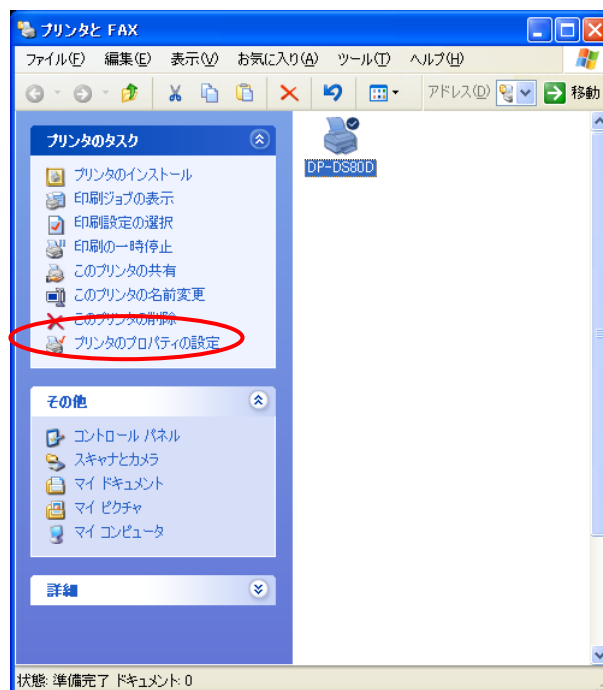 プリンタと FAX
ファイル(F) 編集(E) 表示(V) お気に入り(A) ツール(T) ヘルプ(H)
アドレス(D) 移動
プリンタのタスク
プリンタのインストール
印刷ジョブの表示
印刷設定の選択
印刷の一時停止
このプリンタの共有
このプリンタの名前変更
このプリンタの削除
プリンタのプロパティの設定
その他
コントロール パネル
スキャナとカメラ
マイ ドキュメント
マイ ピクチャ
マイ コンピュータ
詳細
DP-DS80D
状態: 準備完了 ドキュメント: 0